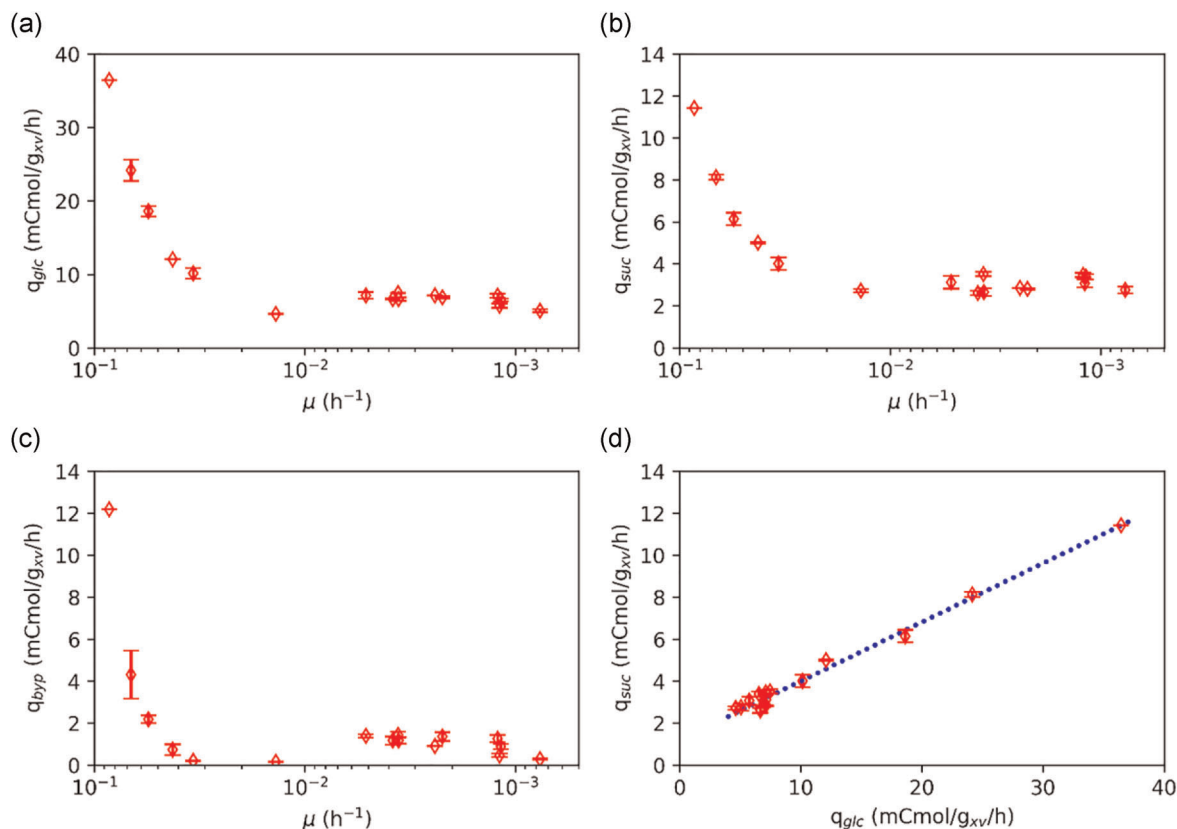 (a)
40
30
20
10
0
q_glc (mCmol/g_xv/h)
10⁻¹ 10⁻² 10⁻³
μ (h⁻¹)
(b)
14
12
10
8
6
4
2
0
q_suc (mCmol/g_xv/h)
10⁻¹ 10⁻² 10⁻³
μ (h⁻¹)
(c)
14
12
10
8
6
4
2
0
q_byp (mCmol/g_xv/h)
10⁻¹ 10⁻² 10⁻³
μ (h⁻¹)
(d)
14
12
10
8
6
4
2
0
q_suc (mCmol/g_xv/h)
0 10 20 30 40
q_glc (mCmol/g_xv/h)